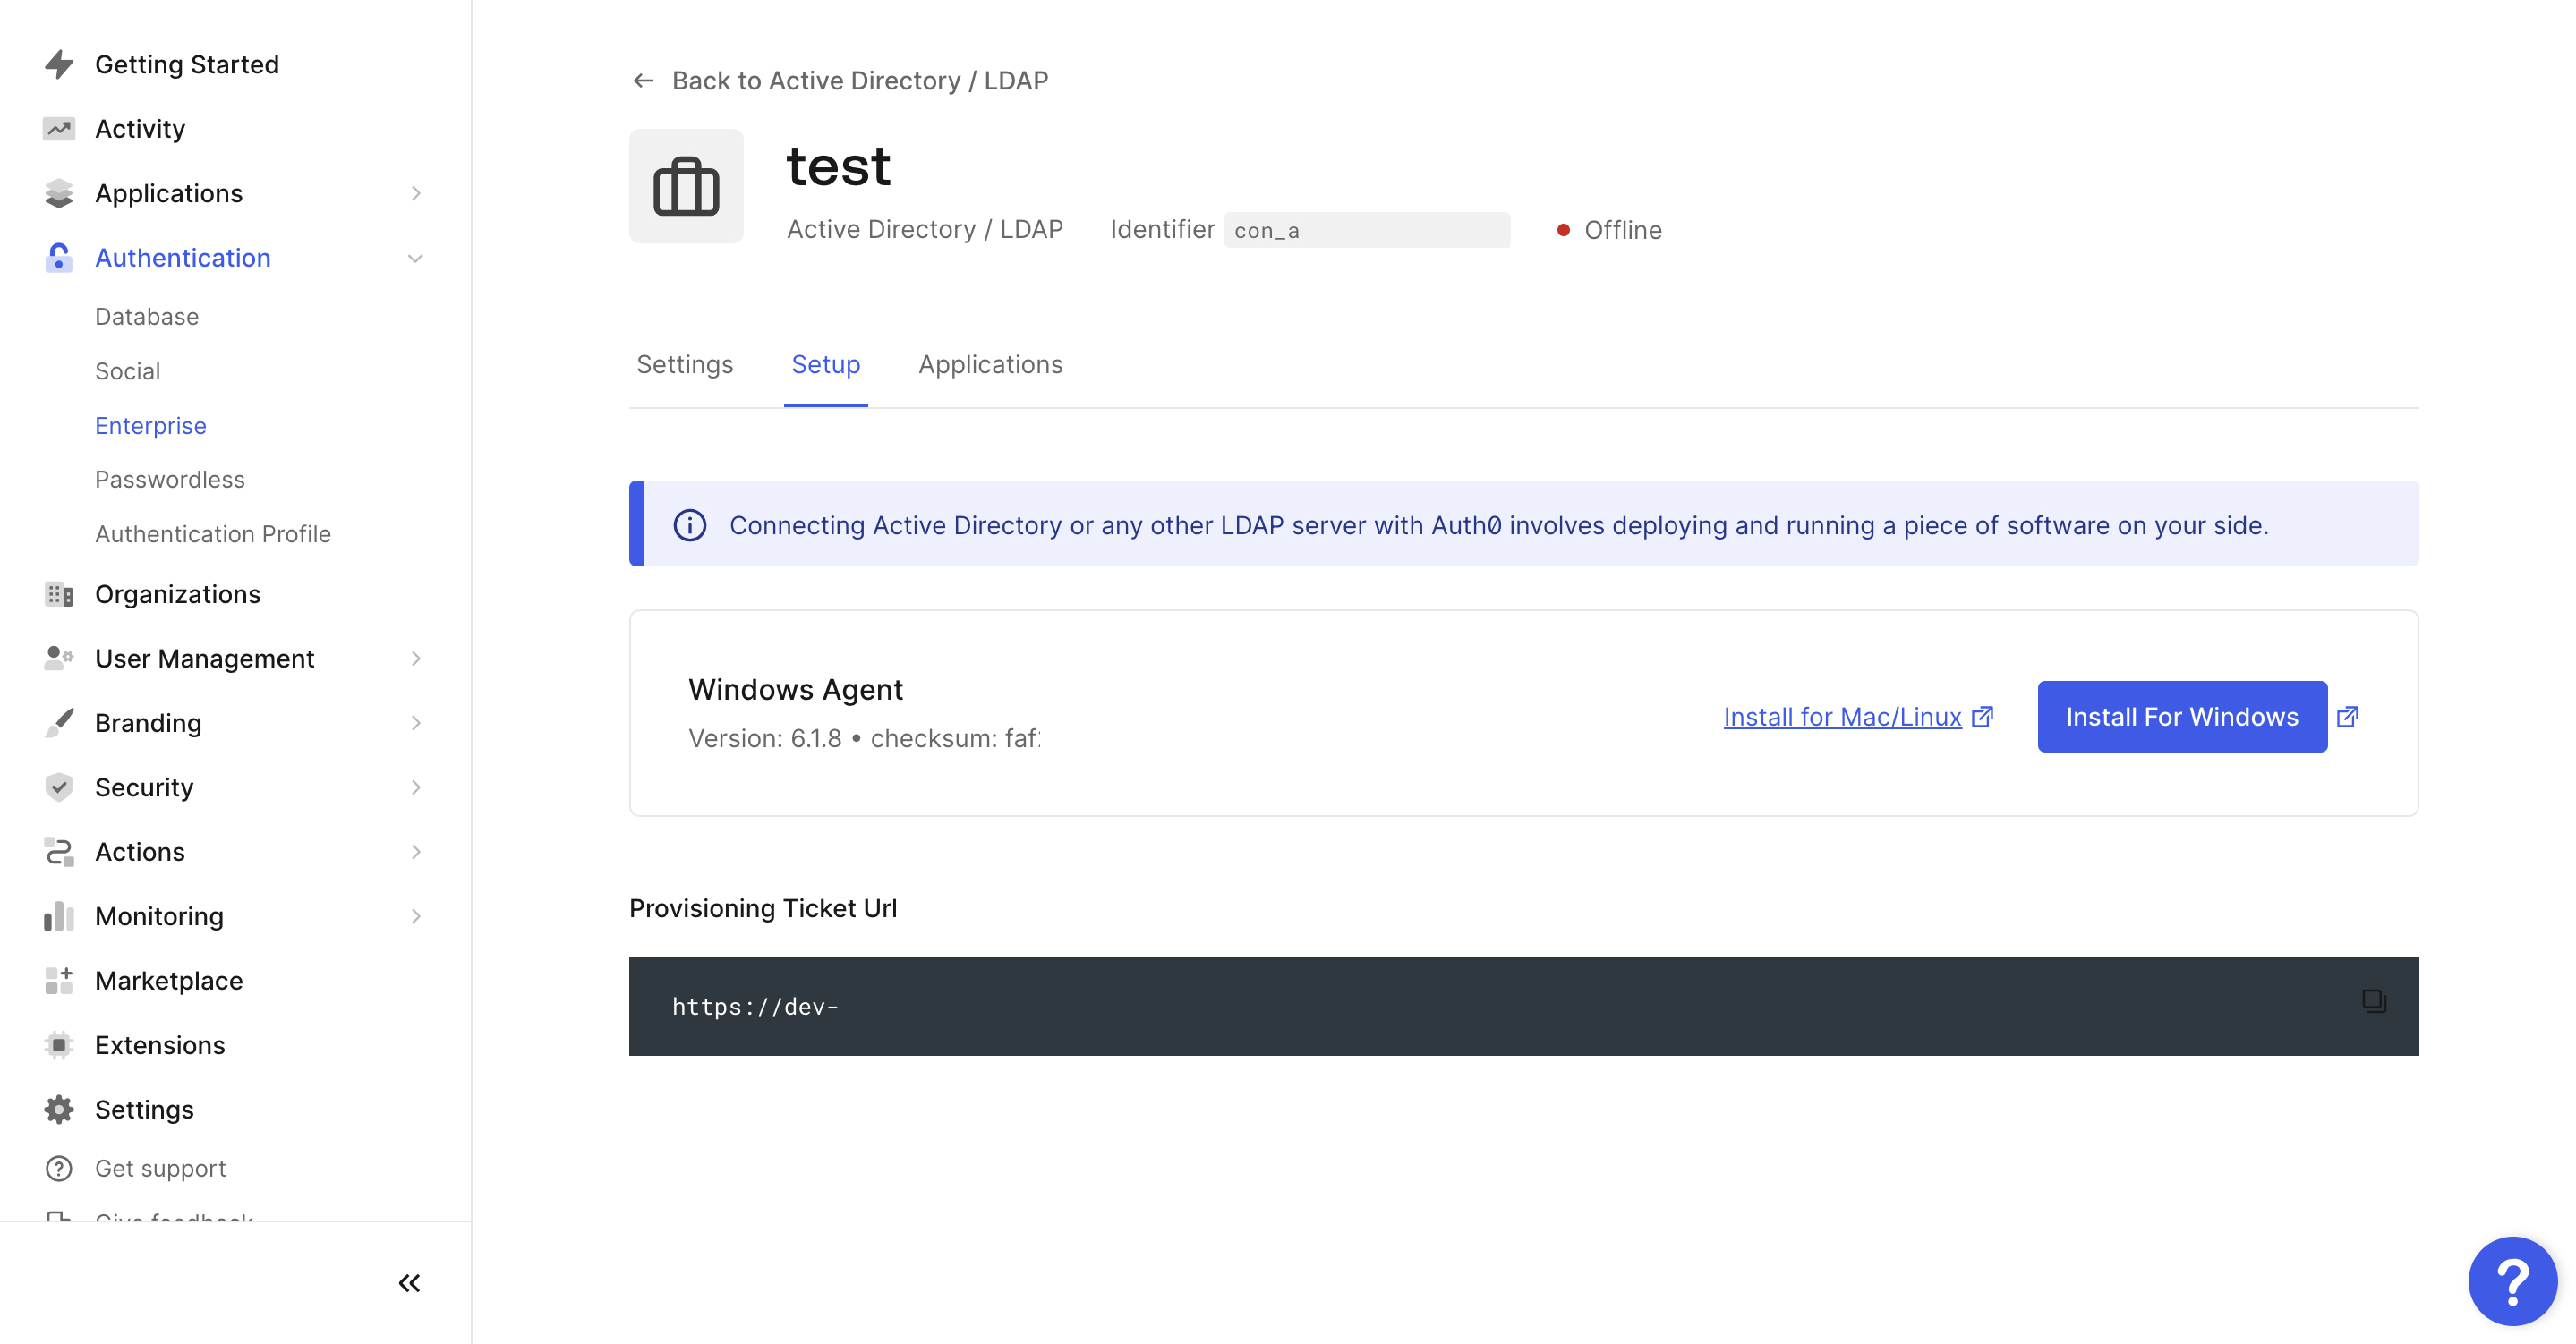 Getting Started
Activity
Applications
Authentication
Database
Social
Enterprise
Passwordless
Authentication Profile
Organizations
User Management
Branding
Security
Actions
Monitoring
Marketplace
Extensions
Settings
Get support
Give feedback
Back to Active Directory / LDAP
test
Active Directory / LDAP Identifier con_a Offline
Settings Setup Applications
Connecting Active Directory or any other LDAP server with Auth0 involves deploying and running a piece of software on your side.
Windows Agent
Version: 6.1.8 • checksum: faf
Install for Mac/Linux Install For Windows
Provisioning Ticket Url
https://dev-